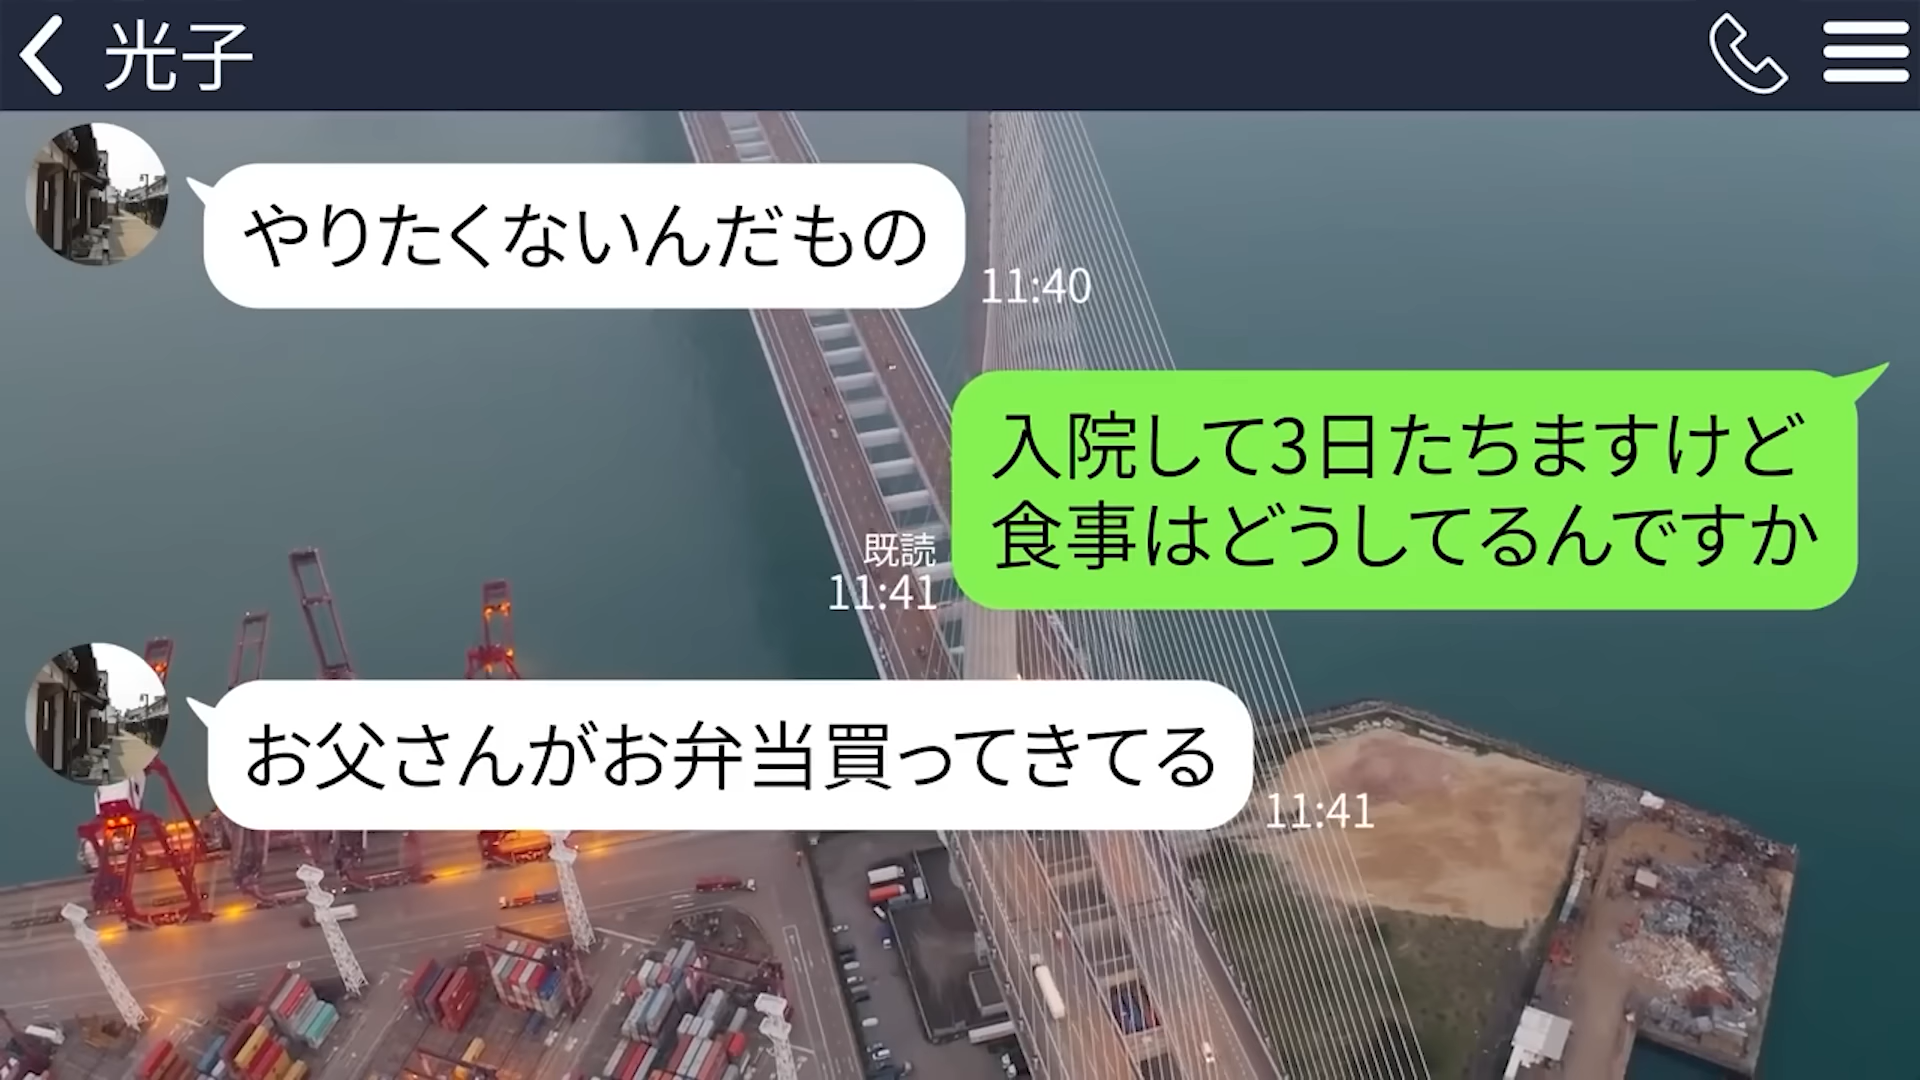 光子
やりたくないんだもの
11:40
入院して3日たちますけど
食事はどうしてるんですか
既読
11:41
お父さんがお弁当買ってきてる
11:41